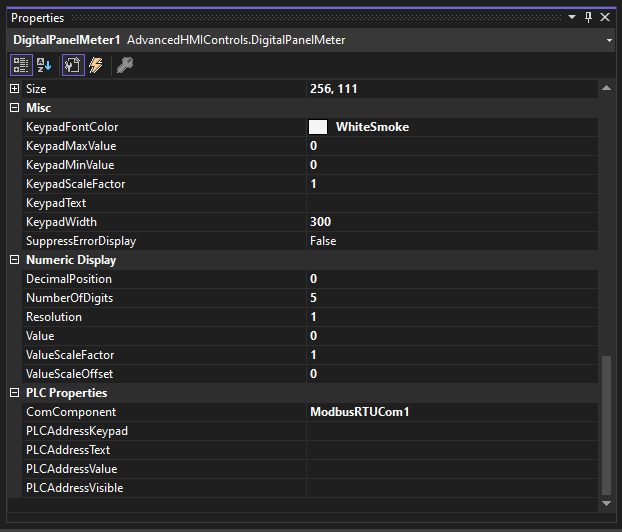 Properties
DigitalPanelMeter1 AdvancedHMIControls.DigitalPanelMeter
Size 256, 111
Misc
KeypadFontColor WhiteSmoke
KeypadMaxValue 0
KeypadMinValue 0
KeypadScaleFactor 1
KeypadText
KeypadWidth 300
SuppressErrorDisplay False
Numeric Display
DecimalPosition 0
NumberOfDigits 5
Resolution 1
Value 0
ValueScaleFactor 1
ValueScaleOffset 0
PLC Properties
ComComponent ModbusRTUCom1
PLCAddressKeypad
PLCAddressText
PLCAddressValue
PLCAddressVisible